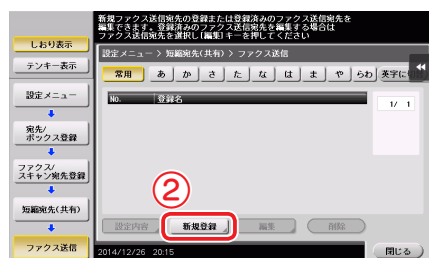 新規ファクス送信宛先の登録または登録済みのファクス送信宛先を
編集できます。登録済みのファクス送信宛先を編集する場合は
ファクス送信宛先を選択し[編集]キーを押してください
しおり表示
設定メニュー > 短縮宛先(共有) > ファクス送信
テンキー表示
常用 あ か さ た な は ま や らわ 英字に
設定メニュー
No. 登録名
1/ 1
宛先/
ボックス登録
ファクス/
スキャン宛先登録
②
短縮宛先(共有)
設定内容 新規登録 編集 削除
ファクス送信
2014/12/26 20:15
閉じる